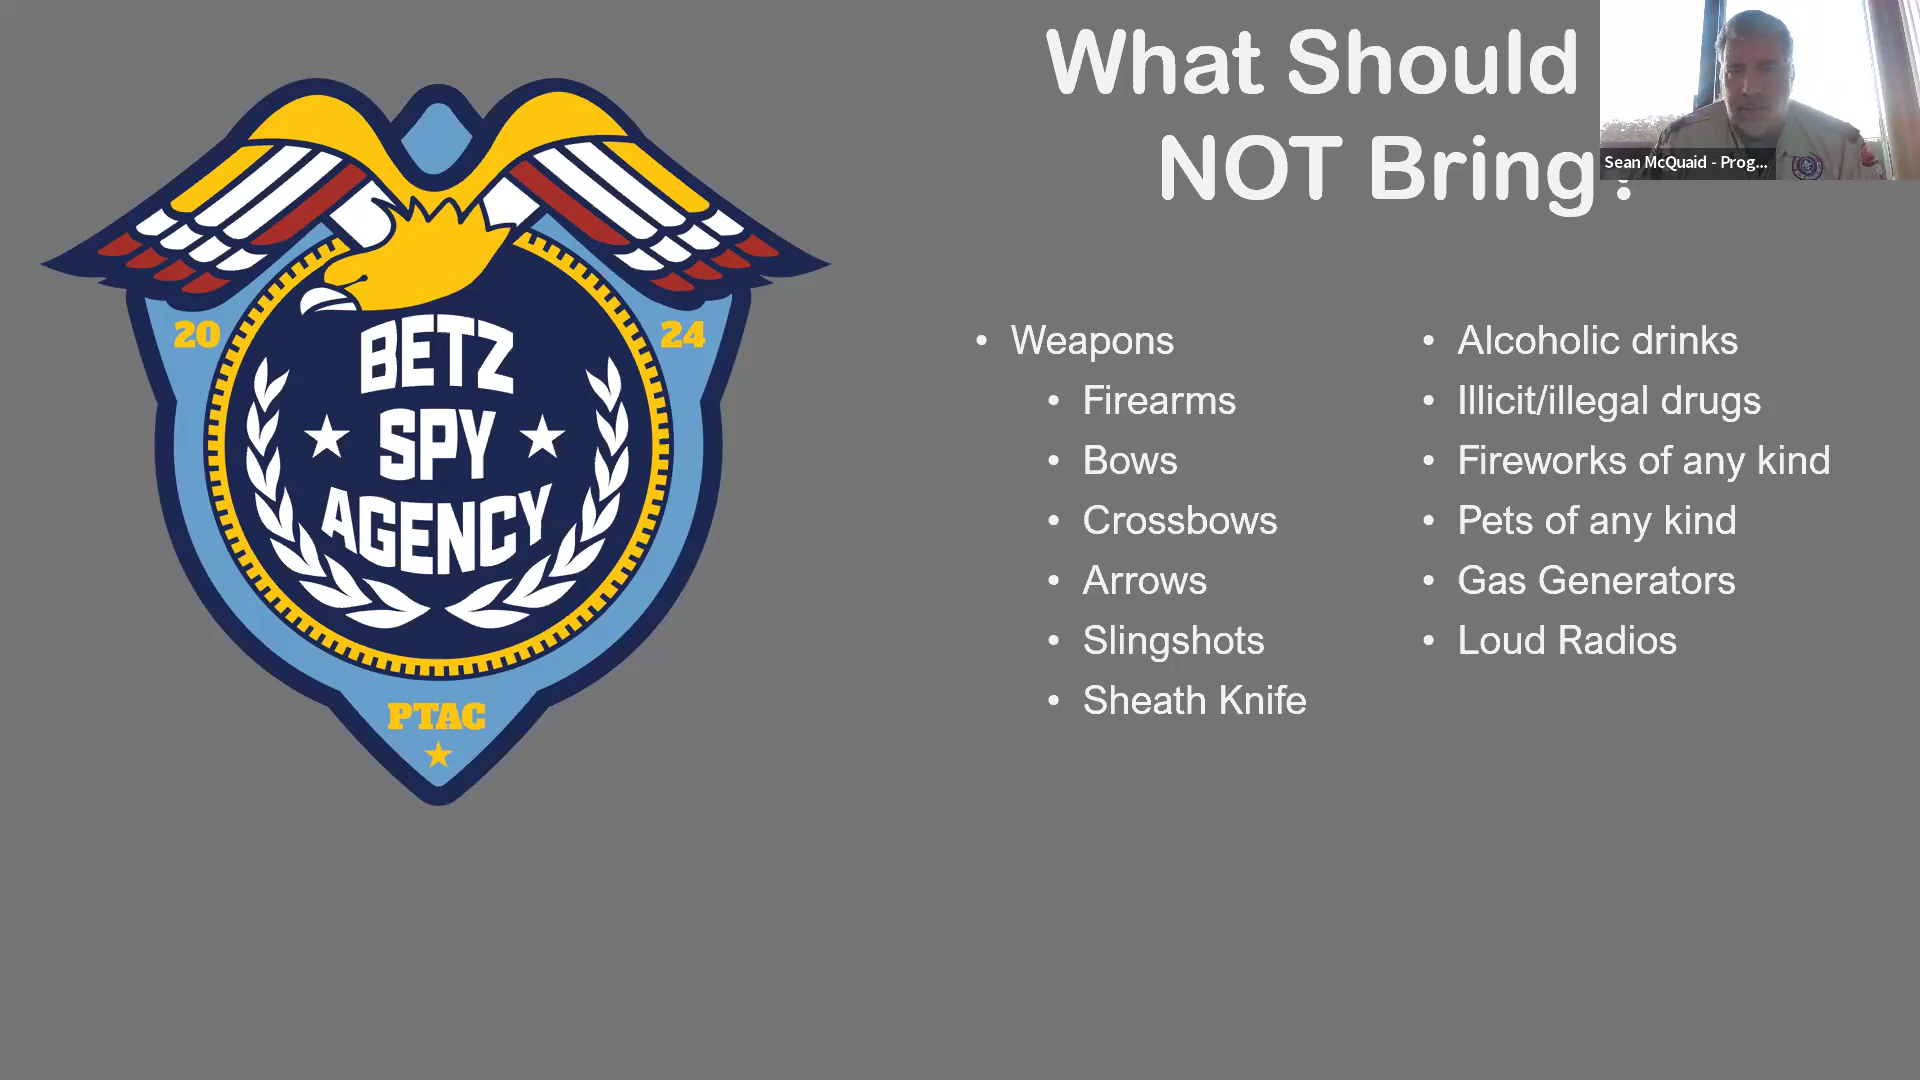 What Should
NOT Bring?
Sean McQuaid - Prog...
20
24
BETZ
SPY
AGENCY
PTAC
• Weapons
• Firearms
• Bows
• Crossbows
• Arrows
• Slingshots
• Sheath Knife
• Alcoholic drinks
• Illicit/illegal drugs
• Fireworks of any kind
• Pets of any kind
• Gas Generators
• Loud Radios